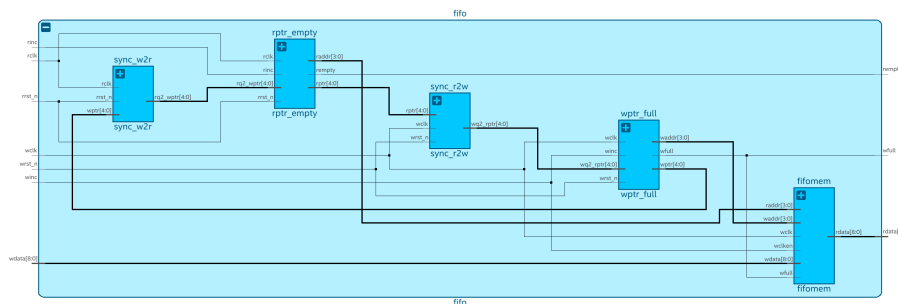 fifo
rinc
rclk
rrst_n
wclk
wrst_n
winc
wdata[8:0]
sync_w2r
rclk
rrst_n
wptr[4:0]
rq2_wptr[4:0]
sync_w2r
rptr_empty
rclk
rinc
rq2_wptr[4:0]
rrst_n
raddr[3:0]
rempty
rptr[4:0]
rptr_empty
sync_r2w
rptr[4:0]
wclk
wrst_n
wq2_rptr[4:0]
sync_r2w
wptr_full
wclk
winc
wq2_rptr[4:0]
wrst_n
waddr[3:0]
wfull
wptr[4:0]
wptr_full
fifomem
raddr[3:0]
waddr[3:0]
wclk
wclken
wdata[8:0]
wfull
rdata[8:0]
fifomem
rempt
wfull
rdata[
fifo